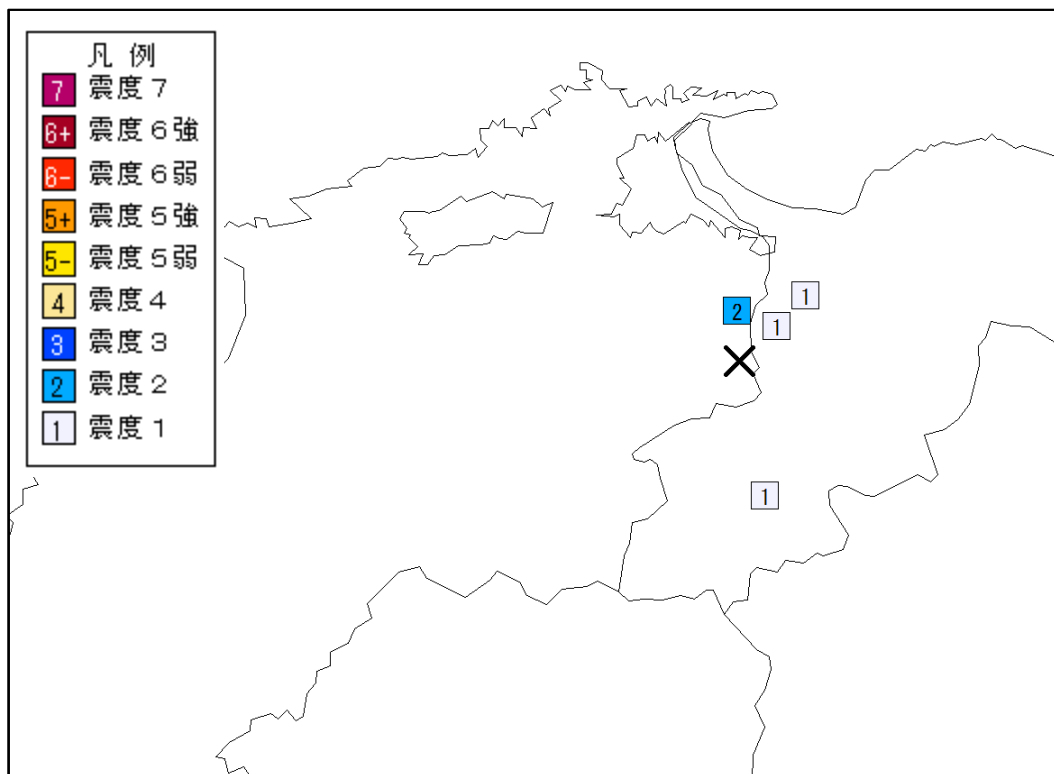 凡 例
7 震度７
6+ 震度６強
6- 震度６弱
5+ 震度５強
5- 震度５弱
4 震度４
3 震度３
2 震度２
1 震度１
1
2
1
1